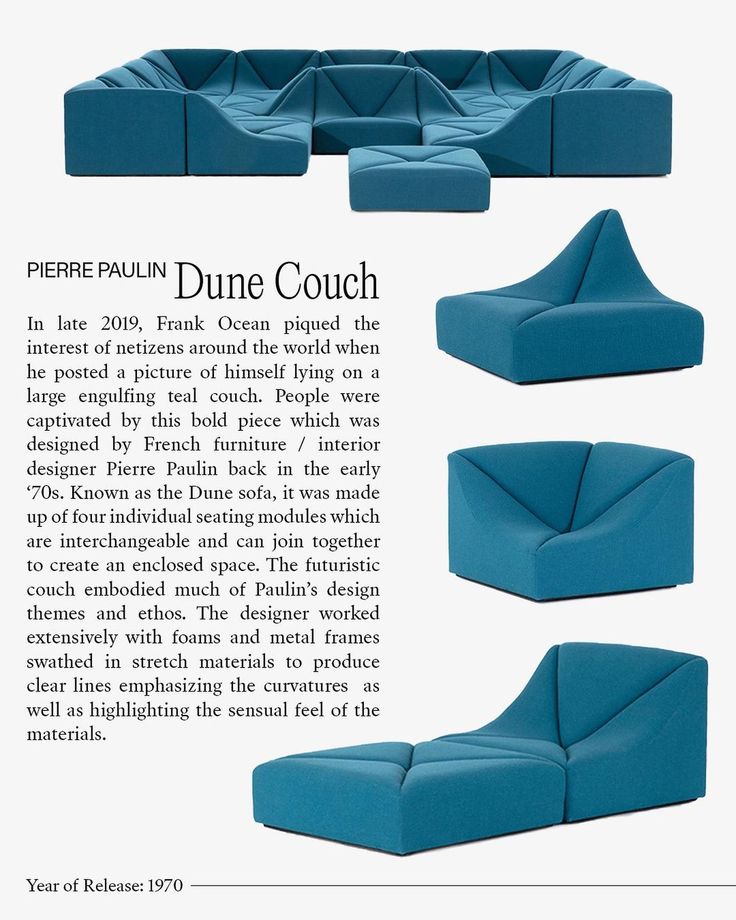 PIERRE PAULIN Dune Couch
In late 2019, Frank Ocean piqued the
interest of netizens around the world when
he posted a picture of himself lying on a
large engulfing teal couch. People were
captivated by this bold piece which was
designed by French furniture / interior
designer Pierre Paulin back in the early
‘70s. Known as the Dune sofa, it was made
up of four individual seating modules which
are interchangeable and can join together
to create an enclosed space. The futuristic
couch embodied much of Paulin’s design
themes and ethos. The designer worked
extensively with foams and metal frames
swathed in stretch materials to produce
clear lines emphasizing the curvatures as
well as highlighting the sensual feel of the
materials.
Year of Release: 1970